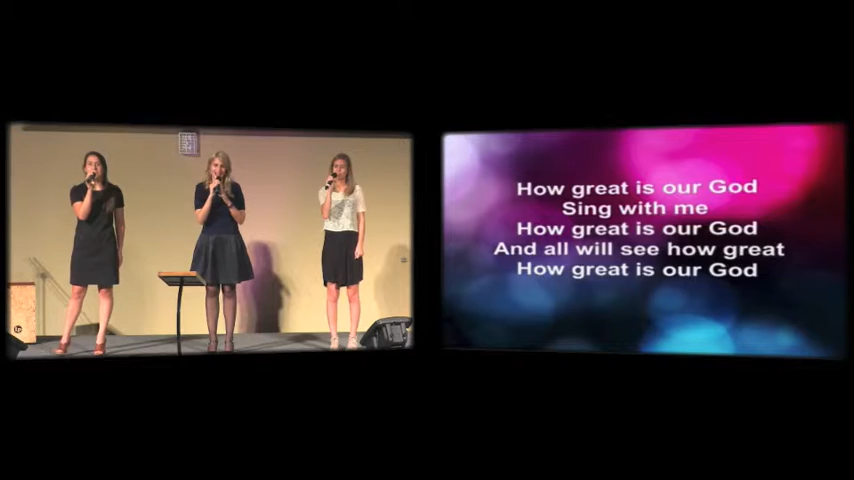 How great is our God
Sing with me
How great is our God
And all will see how great
How great is our God